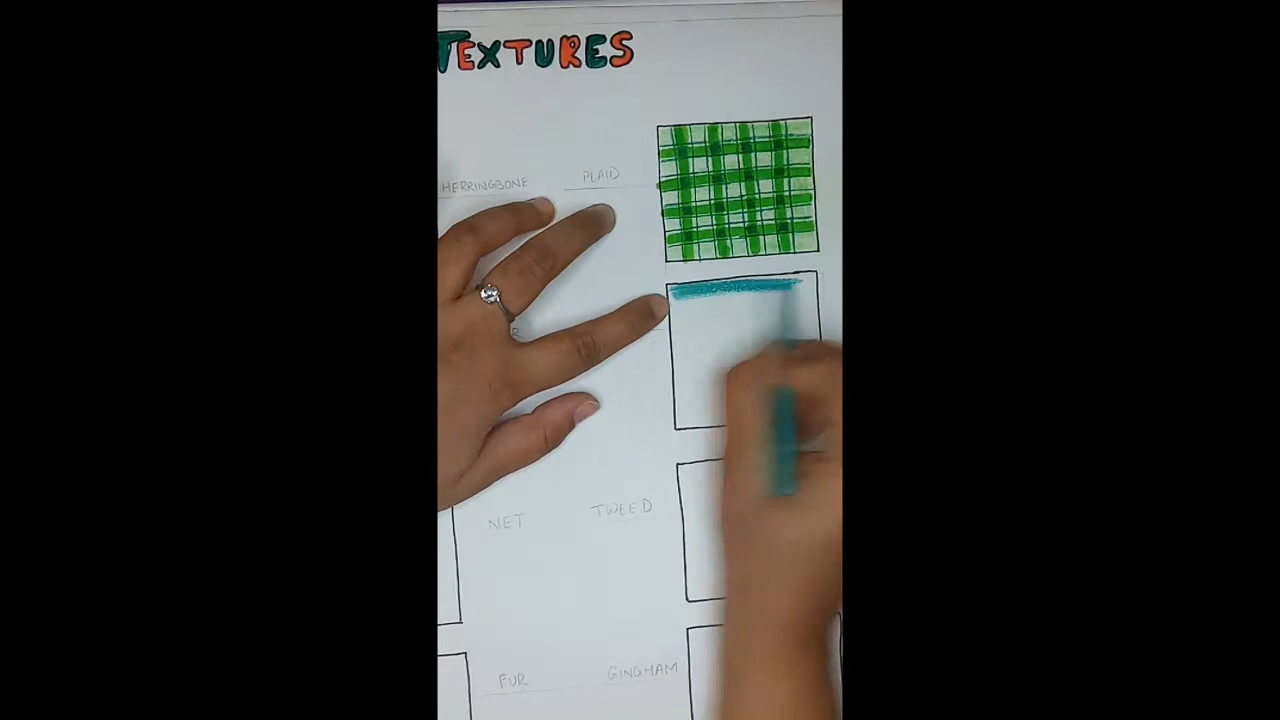 TEXTURES
HERRINGBONE PLAID
R
NET TWEED
FUR GINGHAM